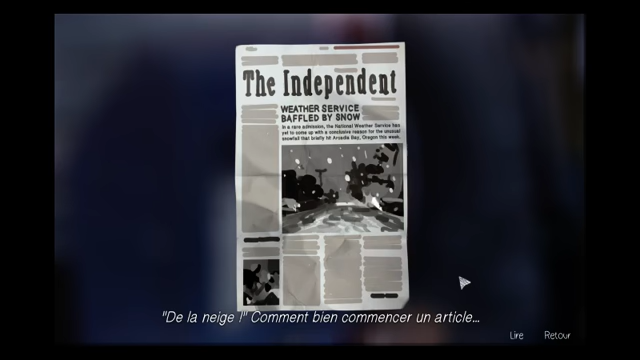 The Independent
WEATHER SERVICE
BAFFLED BY SNOW
In a rare admission, the National Weather Service has
yet to come up with a conclusive reason for the unusual
snowfall that briefly hit Arcadia Bay, Oregon this week.
"De la neige !" Comment bien commencer un article...
Lire Retour